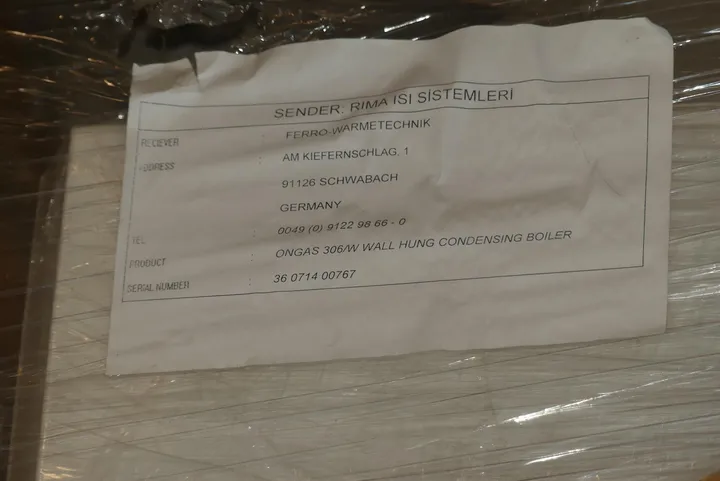 SENDER: RIMA ISI SİSTEMLERİ
RECIEVER : FERRO-WARMETECHNIK
ADDRESS : AM KIEFERNSCHLAG. 1
91126 SCHWABACH
GERMANY
TEL : 0049 (0) 9122 98 66 - 0
PRODUCT : ONGAS 306/W WALL HUNG CONDENSING BOILER
SERIAL NUMBER : 36 0714 00767